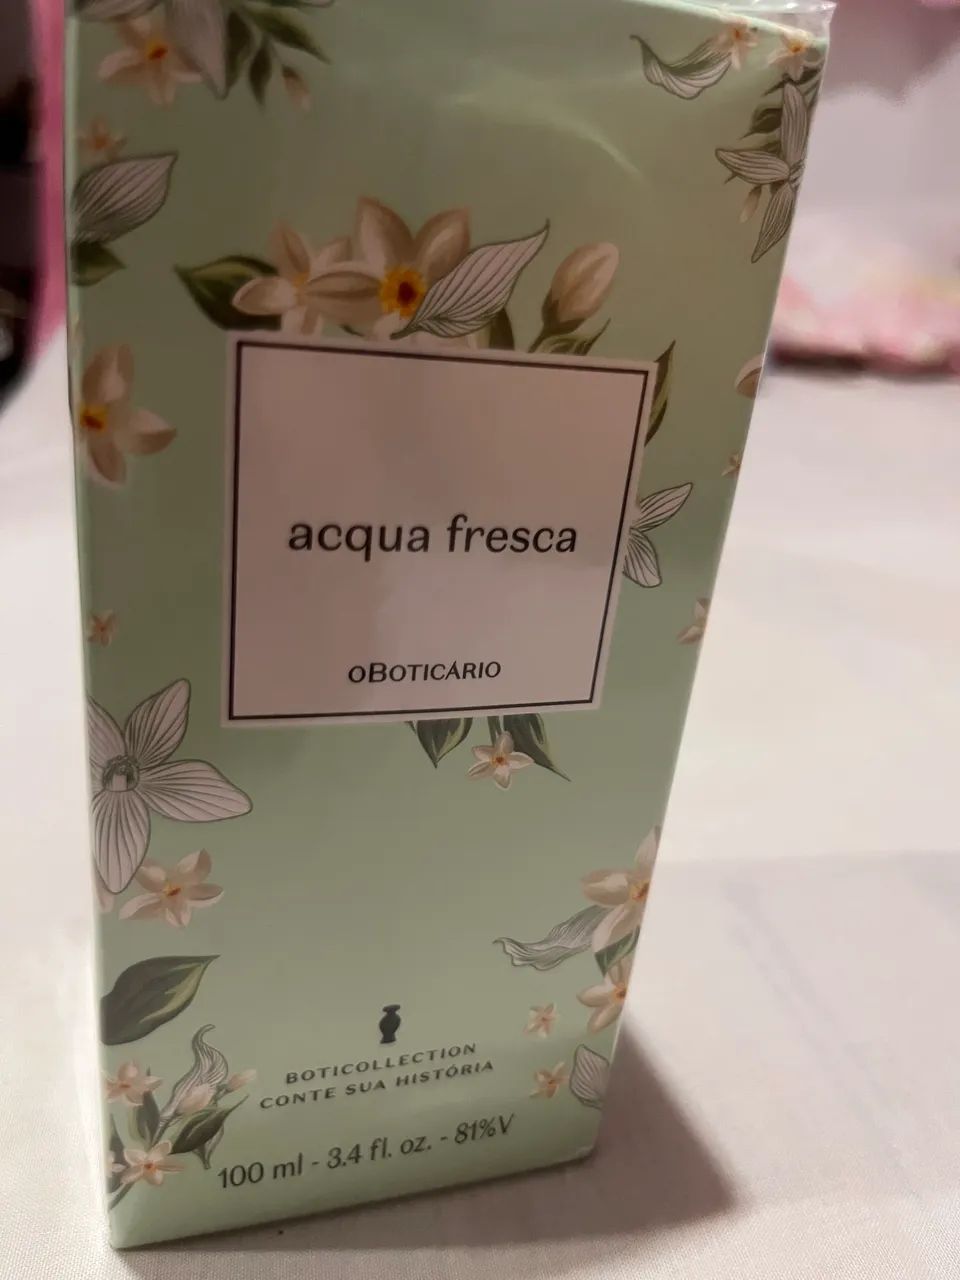 acqua fresca
oBOTICÁRIO
BOTICOLLECTION
CONTE SUA HISTÓRIA
100 ml - 3.4 fl. oz. - 81%V